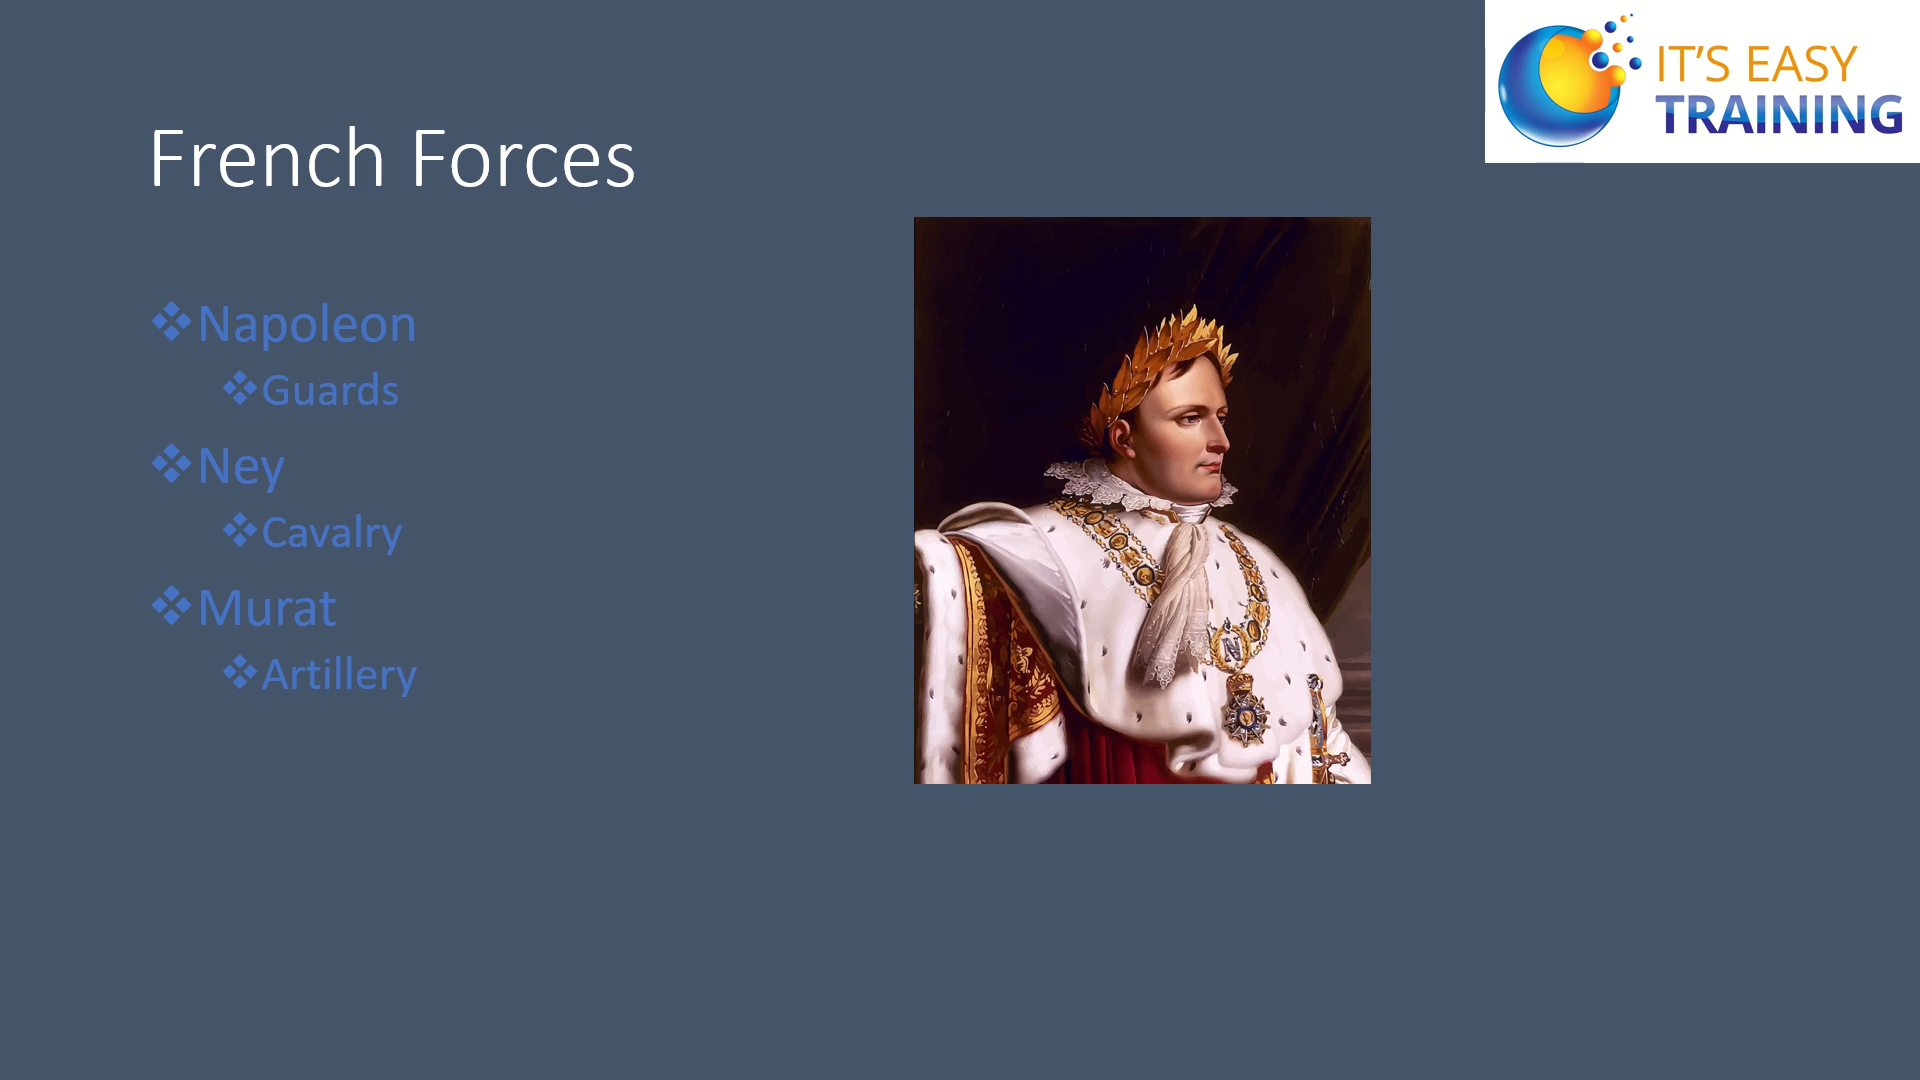 IT'S EASY
TRAINING
French Forces
❖Napoleon
❖Guards
❖Ney
❖Cavalry
❖Murat
❖Artillery
N